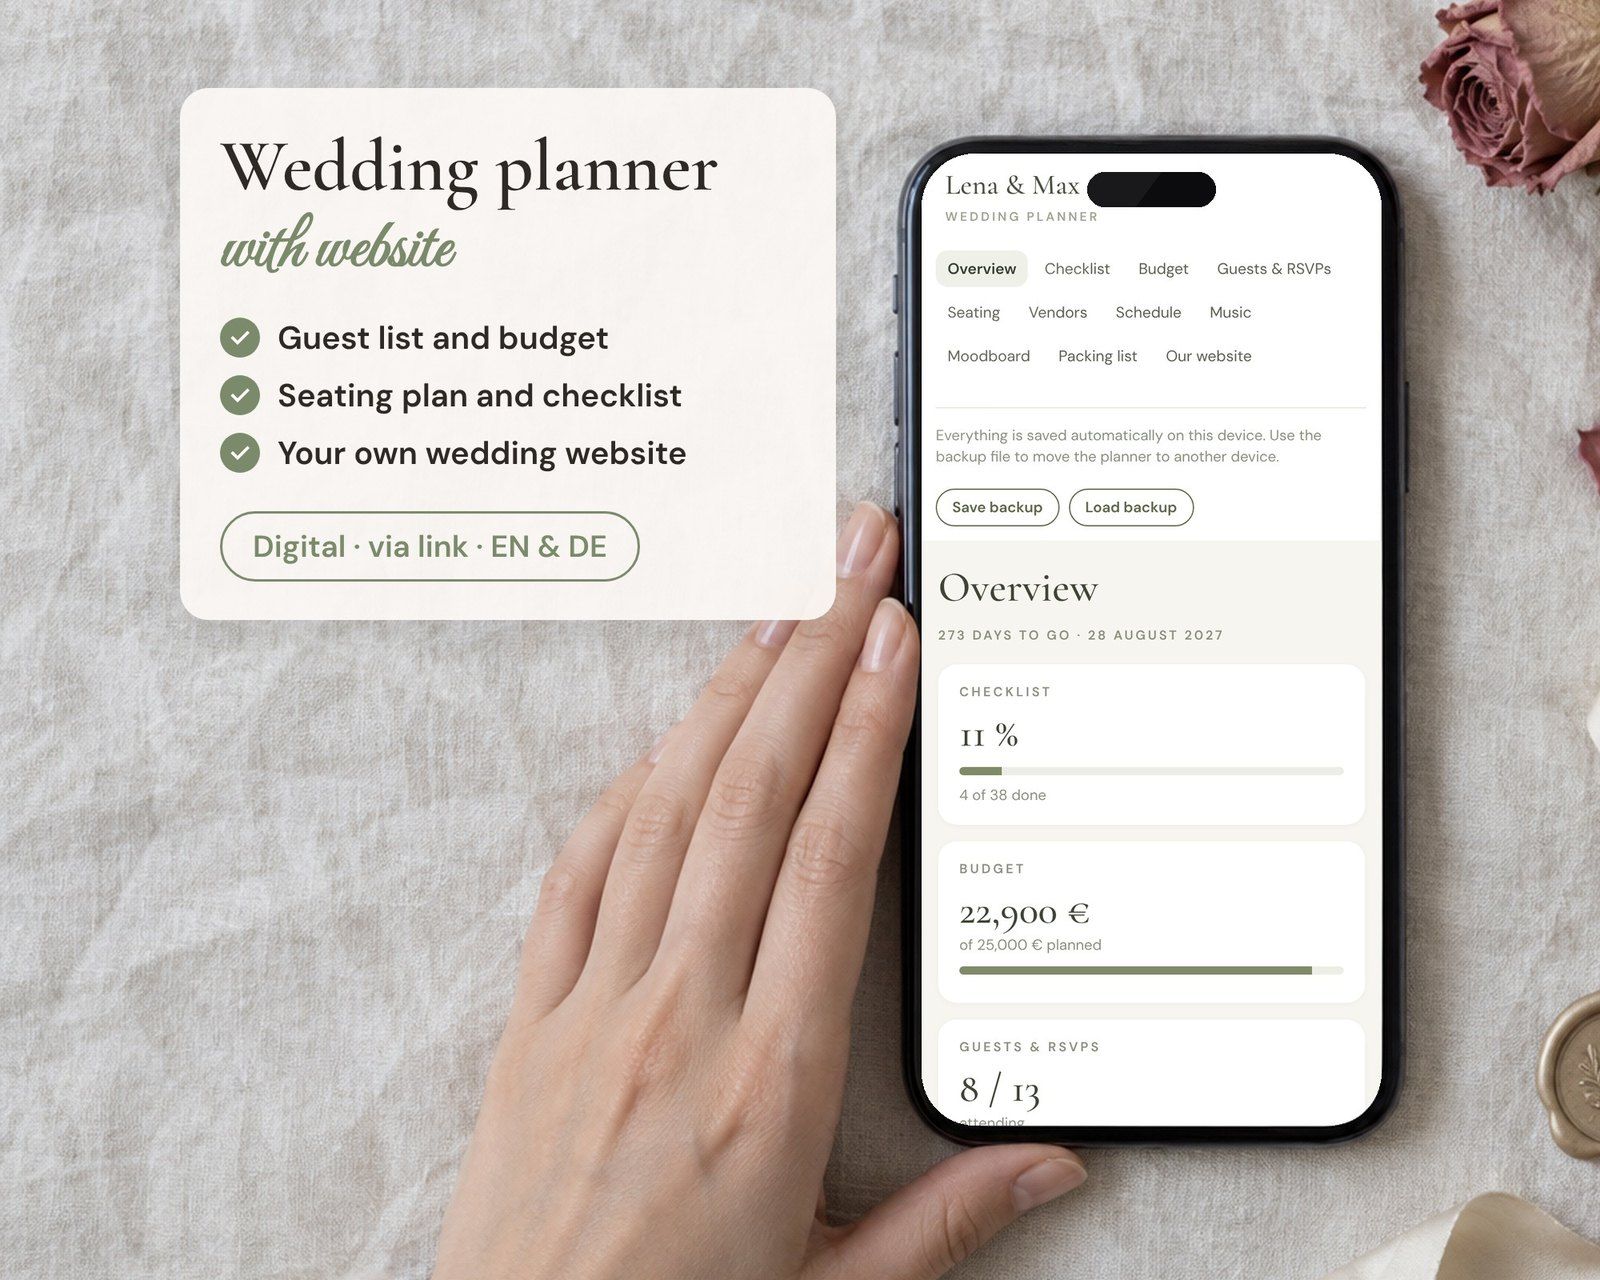 Wedding planner
with website
Guest list and budget
Seating plan and checklist
Your own wedding website
Digital · via link · EN & DE
Lena & Max
WEDDING PLANNER
Overview Checklist Budget Guests & RSVPs
Seating Vendors Schedule Music
Moodboard Packing list Our website
Everything is saved automatically on this device. Use the
backup file to move the planner to another device.
Save backup Load backup
Overview
273 DAYS TO GO · 28 AUGUST 2027
CHECKLIST
11 %
4 of 38 done
BUDGET
22,900 €
of 25,000 € planned
GUESTS & RSVPS
8 / 13
attending